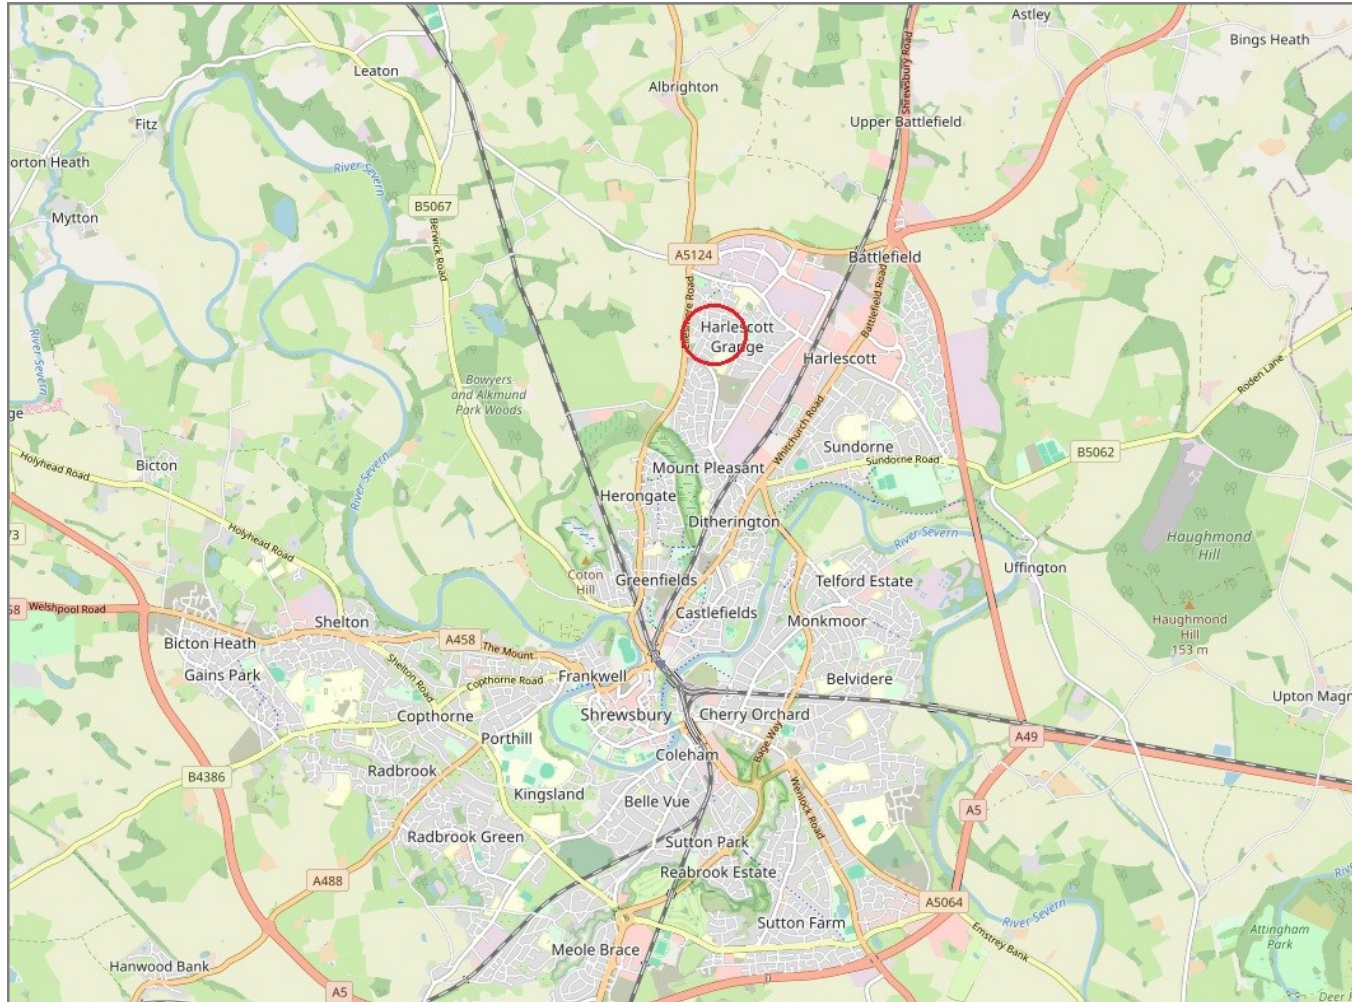 Astley
Bings Heath
Leaton
Albrighton
Shrewsbury Road
Fitz
Upper Battlefield
orton Heath
River Severn
Mytton
B5067
Berwick Road
A5124
Battlefield
Harlescott
Grange
Battlefield Road
Harlescott
River Severn
Bowyers
and Alkmund
Park Woods
Roden Lane
ge
Whitchurch Road
Sundorne
B5062
Holyhead Road
Bicton
River Severn
Mount Pleasant
Sundorne Road
Herongate
Ditherington
73
Holyhead Road
River Severn
Haughmond
Hill
Uffington
Coton
Hill
Greenfields
Telford Estate
58
Welshpool Road
Shelton
Castlefields
Monkmoor
Haughmond
Hill
153 m
Bicton Heath
A458
The Mount
Gains Park
Shelton Road
Copthorne Road
Frankwell
Belvidere
Upton Magn
Copthorne
Shrewsbury
Cherry Orchard
Porthill
A49
Coleham
Bage Way
B4386
Radbrook
Kingsland
Belle Vue
Wenlock Road
A5
Radbrook Green
Sutton Park
Reabrook Estate
A488
A5064
Sutton Farm
River Severn
Emstrey Bank
Attingham
Park
Meole Brace
Hanwood Bank
A5